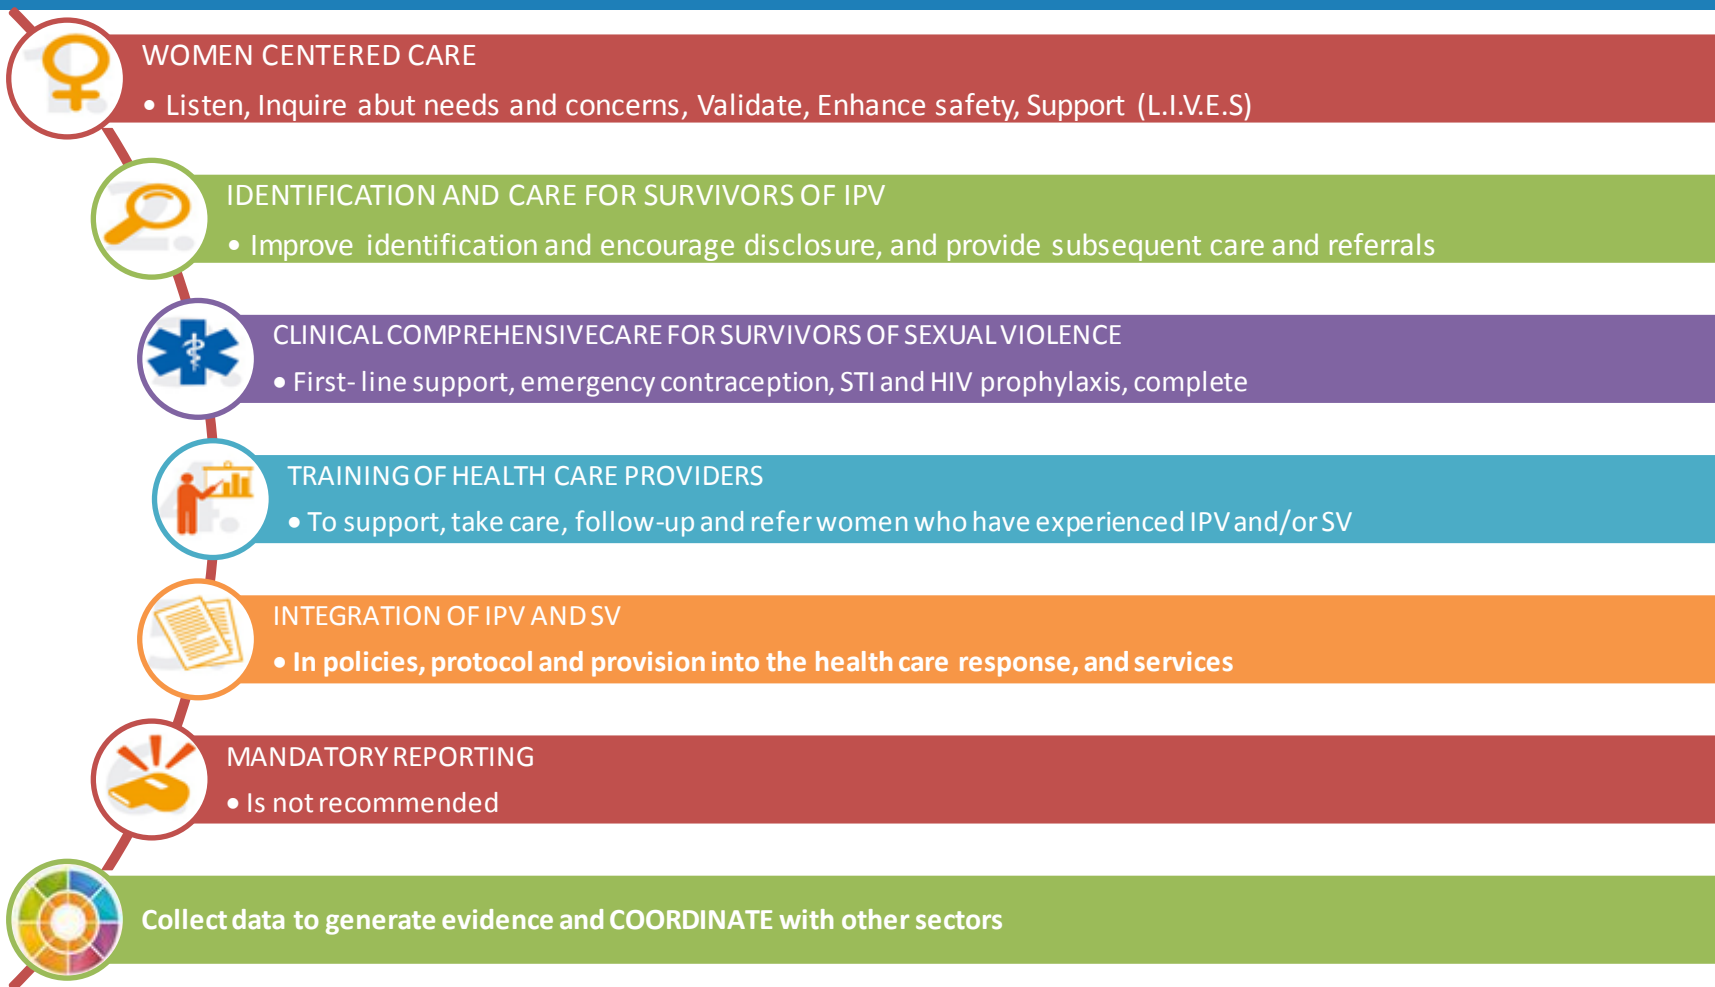 WOMEN CENTERED CARE
• Listen, Inquire abut needs and concerns, Validate, Enhance safety, Support (L.I.V.E.S)
IDENTIFICATION AND CARE FOR SURVIVORS OF IPV
• Improve identification and encourage disclosure, and provide subsequent care and referrals
CLINICAL COMPREHENSIVECARE FOR SURVIVORS OF SEXUAL VIOLENCE
• First- line support, emergency contraception, STI and HIV prophylaxis, complete
TRAINING OF HEALTH CARE PROVIDERS
• To support, take care, follow-up and refer women who have experienced IPV and/or SV
INTEGRATION OF IPV AND SV
• In policies, protocol and provision into the health care response, and services
MANDATORY REPORTING
• Is not recommended
Collect data to generate evidence and COORDINATE with other sectors